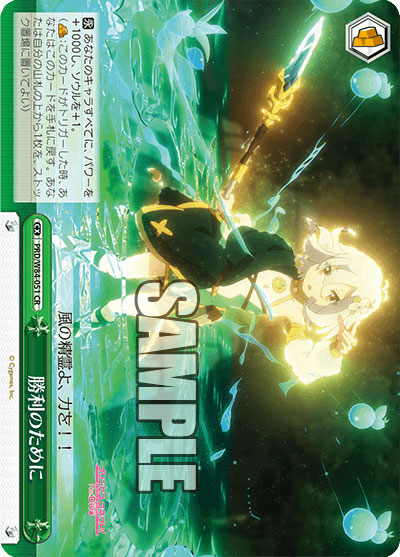 【永】 あなたのキャラすべてに、パワーを
+1000し、ソウルを+1。
（ ：このカードがトリガーした時、あ
なたはこのカードを手札に戻す。あな
たは自分の山札の上から1枚を、ストッ
ク置場に置いてよい）
風の精霊よ、力を！！
SAMPLE
CX
PRD/W84-051 CR
勝利のために
© Cygames, Inc.